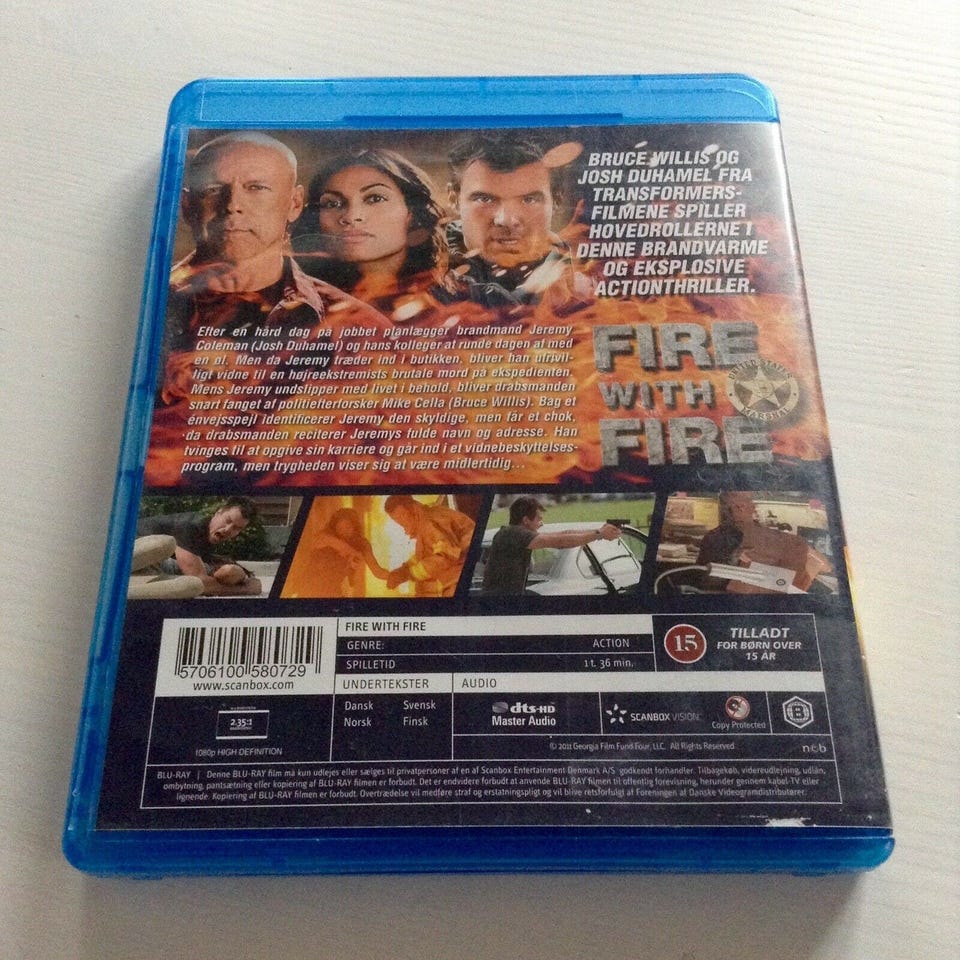 BRUCE WILLIS OG
JOSH DUHAMEL FRA
TRANSFORMERS-
FILMENE SPILLER
HOVEDROLLERNE I
DENNE BRANDVARME
OG EKSPLOSIVE
ACTIONTHRILLER.
Efter en hård dag på jobbet planlægger brandmand Jeremy
Coleman (Josh Duhamel) og hans kolleger at runde dagen af med
en øl. Men da Jeremy træder ind i butikken, bliver han ufrivil-
ligt vidne til en højreekstremists brutale mord på ekspedienten.
Mens Jeremy undslipper med livet i behold, bliver drabsmanden
snart fanget af politiefterforsker Mike Cella (Bruce Willis). Bag et
énvejsspejl identificerer Jeremy den skyldige, men får et chok,
da drabsmanden reciterer Jeremys fulde navn og adresse. Han
tvinges til at opgive sin karriere og går ind i et vidnebeskyttelses-
program, men trygheden viser sig at være midlertidig...
FIRE
WITH
FIRE
UNITED STATES
MARSHAL
5706100 580729
www.scanbox.com
FIRE WITH FIRE
GENRE: ACTION
SPILLETID 1 t. 36 min.
15
TILLADT
FOR BØRN OVER
15 ÅR
UNDERTEKSTER
Dansk Svensk
Norsk Finsk
AUDIO
dts-HD
Master Audio
SCANBOX VISION
Copy Protected
2.35:1
1080p HIGH DEFINITION
© 2011 Georgia Film Fund Four, LLC. All Rights Reserved
ncb
BLU-RAY | Denne BLU-RAY film må kun udlejes eller sælges til privatpersoner af en af Scanbox Entertainment Denmark A/S godkendt forhandler. Tilbagekøb, videreudlejning, udlån,
ombytning, pantsætning eller kopiering af BLU-RAY filmen er forbudt. Det er endvidere forbudt at anvende BLU-RAY filmen til offentlig forevisning, herunder gennem kabel-TV eller
lignende. Kopiering af BLU-RAY filmen er forbudt. Overtrædelse vil medføre straf og erstatningspligt og vil blive retsforfulgt af Foreningen af Danske Videogramdistributører.